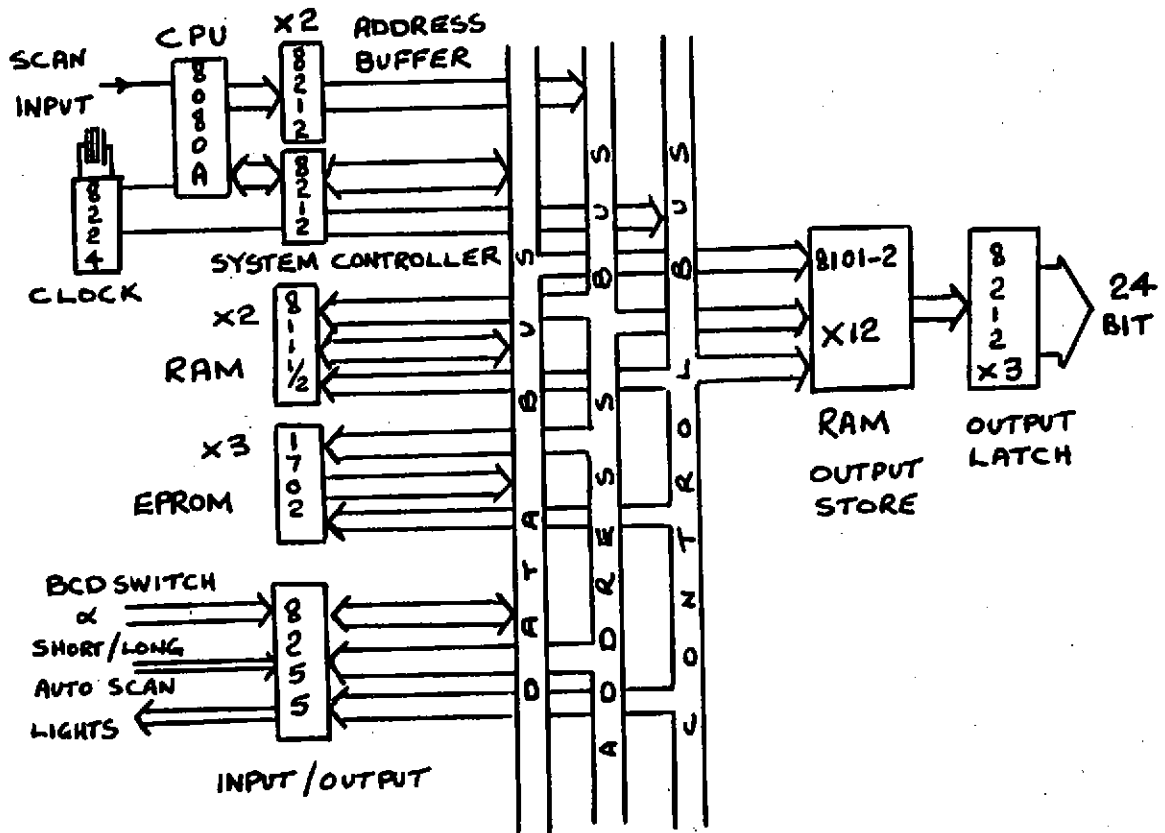 SCAN
INPUT
CPU
8080A
X2
8212
ADDRESS
BUFFER
8224
CLOCK
8212
SYSTEM CONTROLLER
X2
RAM
8111/2
X3
EPROM
1702
BCD SWITCH
∝
SHORT/LONG
AUTO SCAN
LIGHTS
8255
INPUT/OUTPUT
DATA BUS
ADDRESS BUS
CONTROL BUS
8101-2
X12
RAM
OUTPUT
STORE
8212
X3
OUTPUT
LATCH
24
BIT